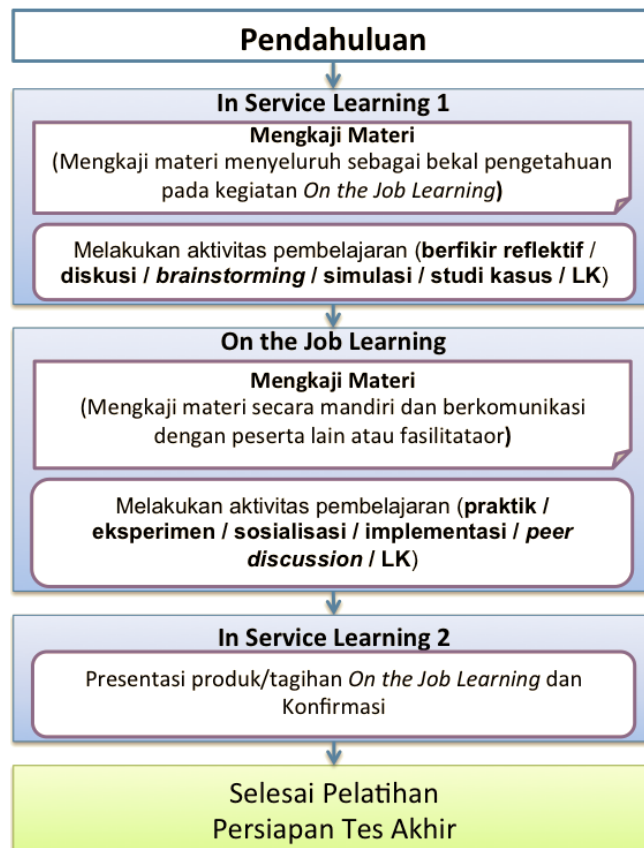 Pendahuluan
In Service Learning 1
Mengkaji Materi
(Mengkaji materi menyeluruh sebagai bekal pengetahuan
pada kegiatan On the Job Learning)
Melakukan aktivitas pembelajaran (berfikir reflektif /
diskusi / brainstorming / simulasi / studi kasus / LK)
On the Job Learning
Mengkaji Materi
(Mengkaji materi secara mandiri dan berkomunikasi
dengan peserta lain atau fasilitataor)
Melakukan aktivitas pembelajaran (praktik /
eksperimen / sosialisasi / implementasi / peer
discussion / LK)
In Service Learning 2
Presentasi produk/tagihan On the Job Learning dan
Konfirmasi
Selesai Pelatihan
Persiapan Tes Akhir